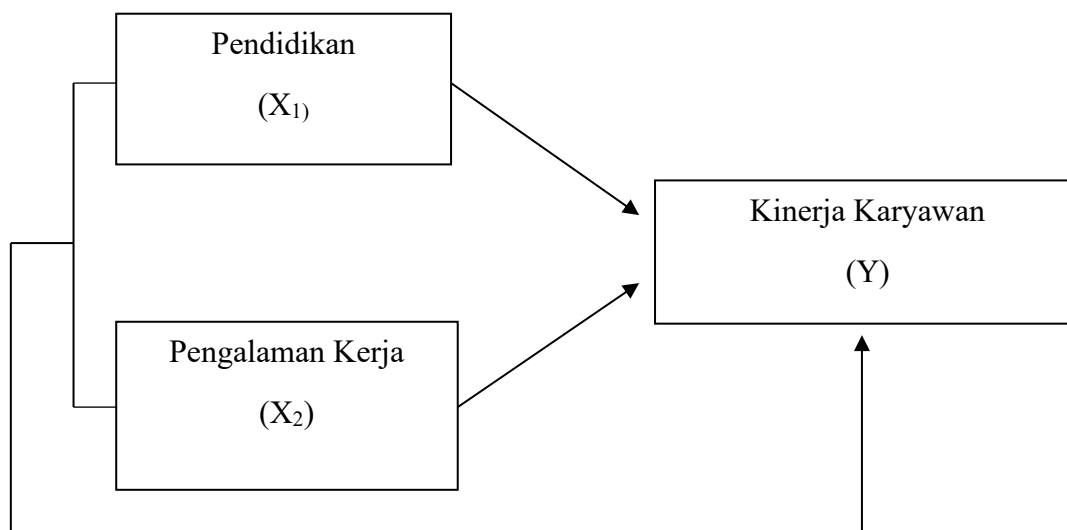 Pendidikan
(X₁₎
Kinerja Karyawan
(Y)
Pengalaman Kerja
(X₂)